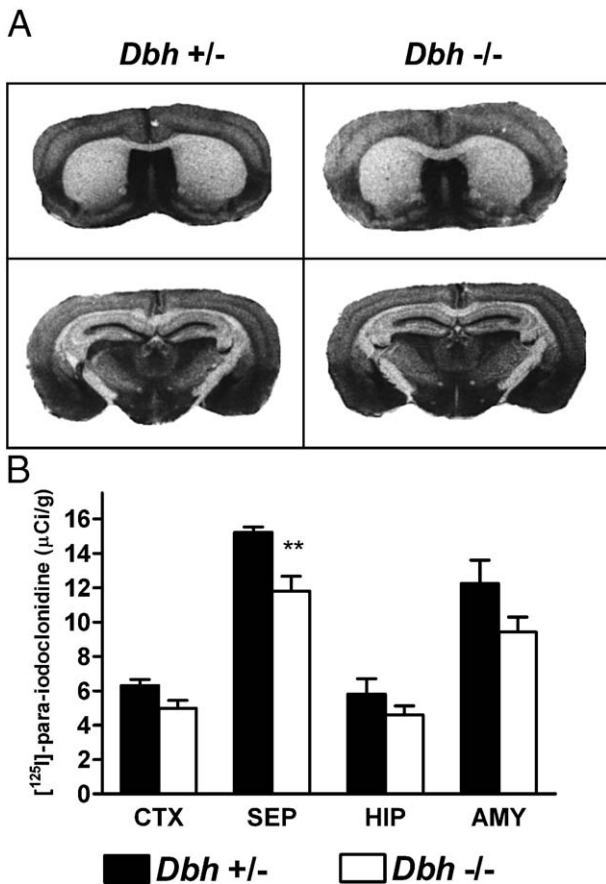 A
Dbh +/- Dbh -/-
B
[¹²⁵I]-para-iodoclonidine (µCi/g)
16
14
12
10
8
6
4
2
0
**
CTX SEP HIP AMY
Dbh +/- Dbh -/-